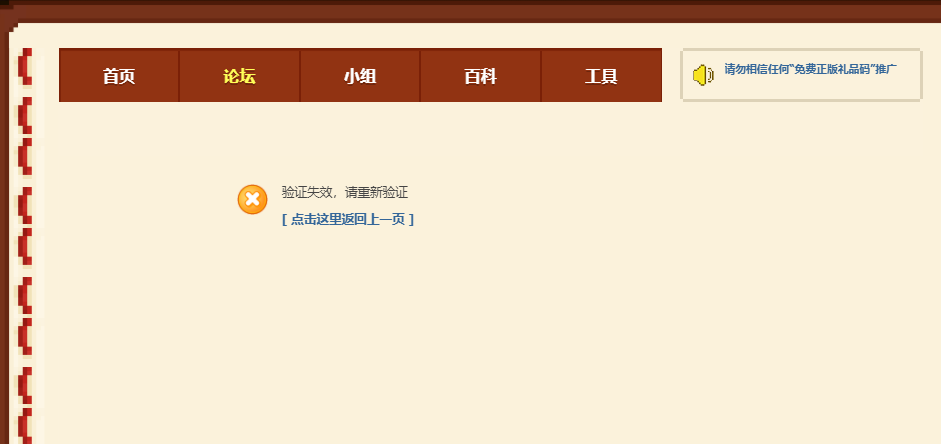 首页 论坛 小组 百科 工具
请勿相信任何“免费正版礼品码”推广
验证失效，请重新验证
[ 点击这里返回上一页 ]